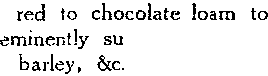 red to chocolate loam to
eminently su
barley, &c.